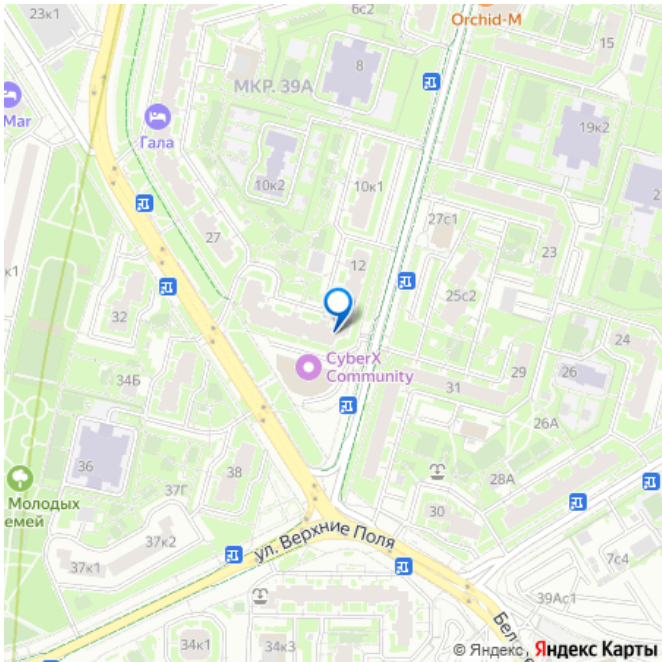 23к1
6с2
Orchid-M
15
8
МКР. 39А
Mar
Гала
19к2
10к2
10к1
2
27с1
27
23
12
к1
25с2
32
24
CyberX
Community
34Б
31
29
26
26А
36
38
28А
Молодых
емей
37Г
30
ул. Верхние Поля
37к2
37к1
7с4
39Ас1
34к1
34к3
Бел
© Яндекс
Яндекс Карты